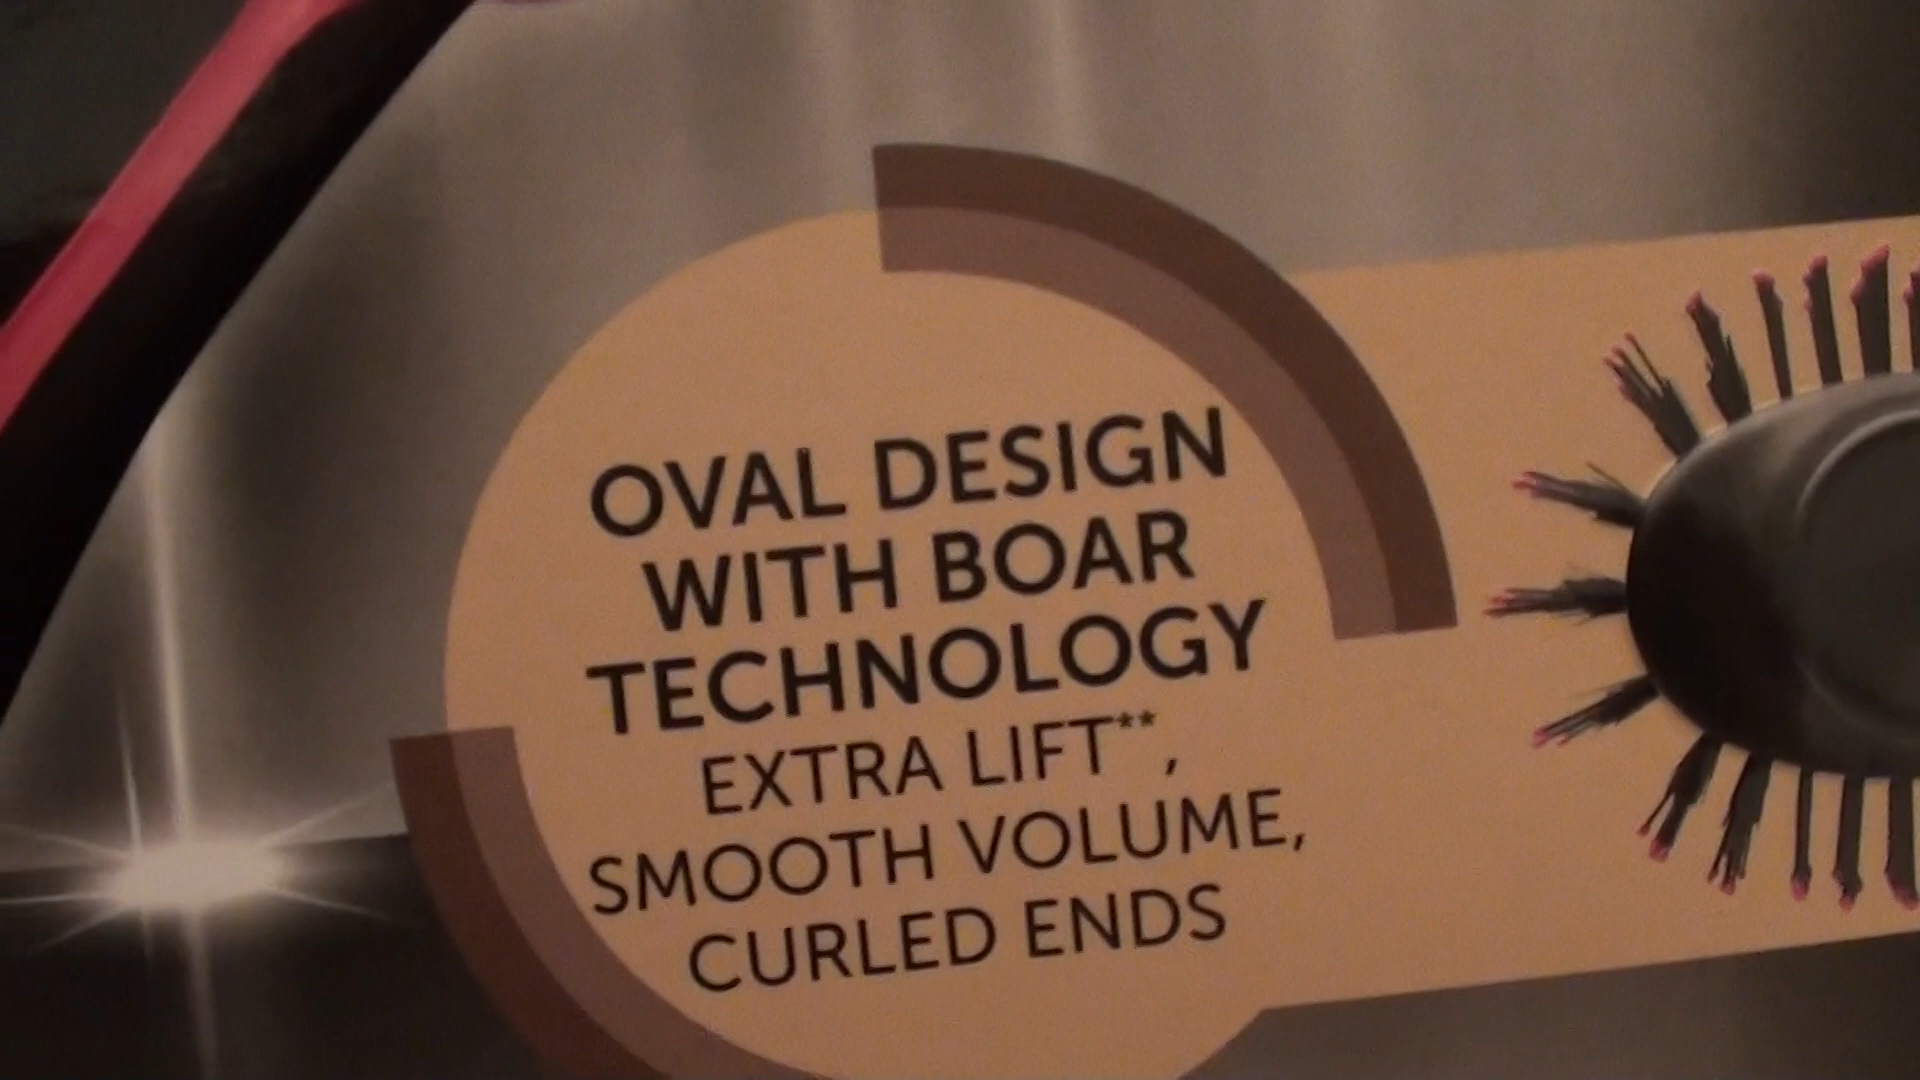 OVAL DESIGN
WITH BOAR
TECHNOLOGY
EXTRA LIFT**,
SMOOTH VOLUME,
CURLED ENDS